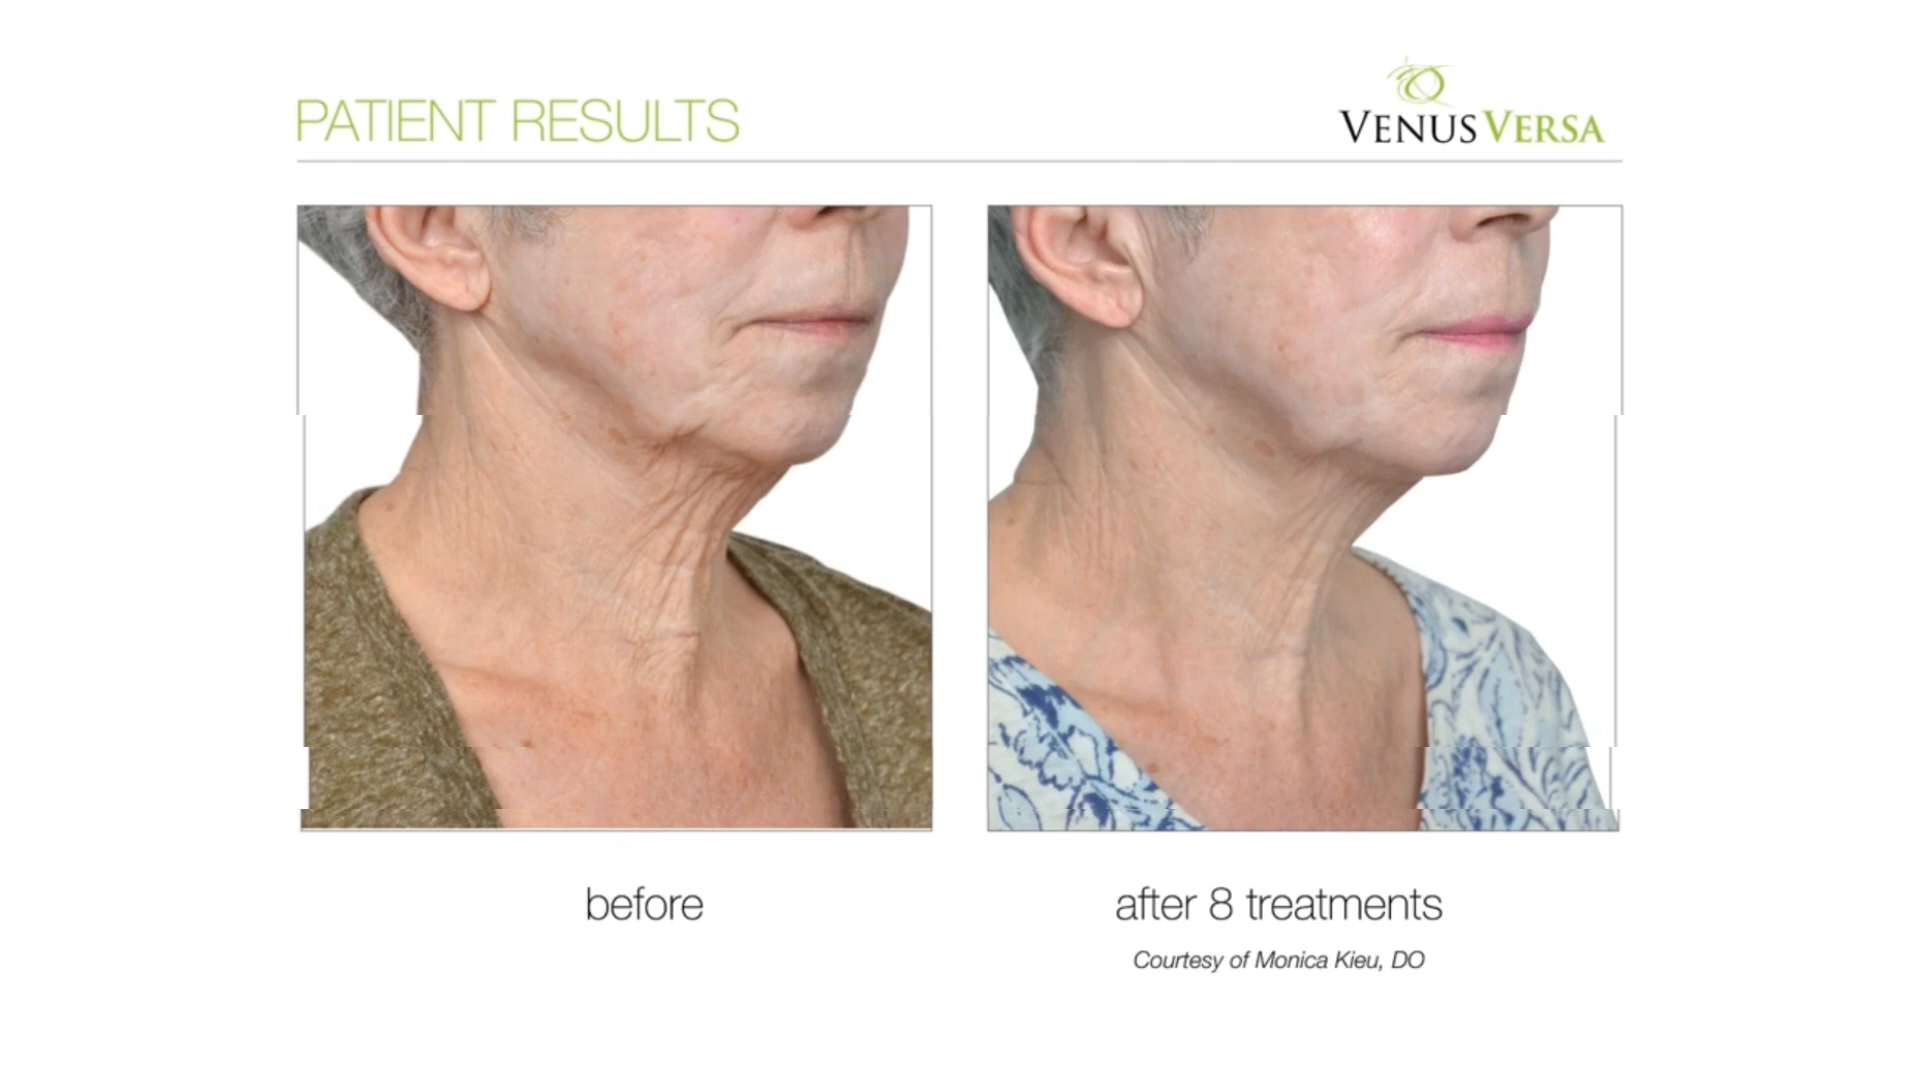 PATIENT RESULTS
VENUS VERSA
before
after 8 treatments
Courtesy of Monica Kieu, DO